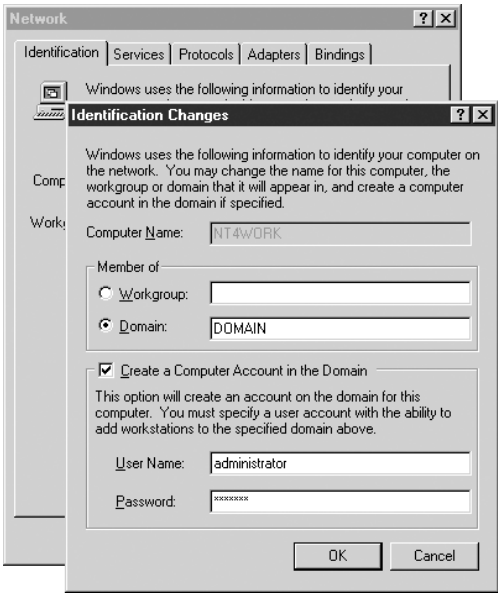 Network
Identification Services Protocols Adapters Bindings
Windows uses the following information to identify your
Identification Changes
Windows uses the following information to identify your computer on
the network. You may change the name for this computer, the
workgroup or domain that it will appear in, and create a computer
account in the domain if specified.
Computer Name: NT4WORK
Member of
Workgroup:
Domain: DOMAIN
Create a Computer Account in the Domain
This option will create an account on the domain for this
computer. You must specify a user account with the ability to
add workstations to the specified domain above.
User Name: administrator
Password: *******
OK Cancel